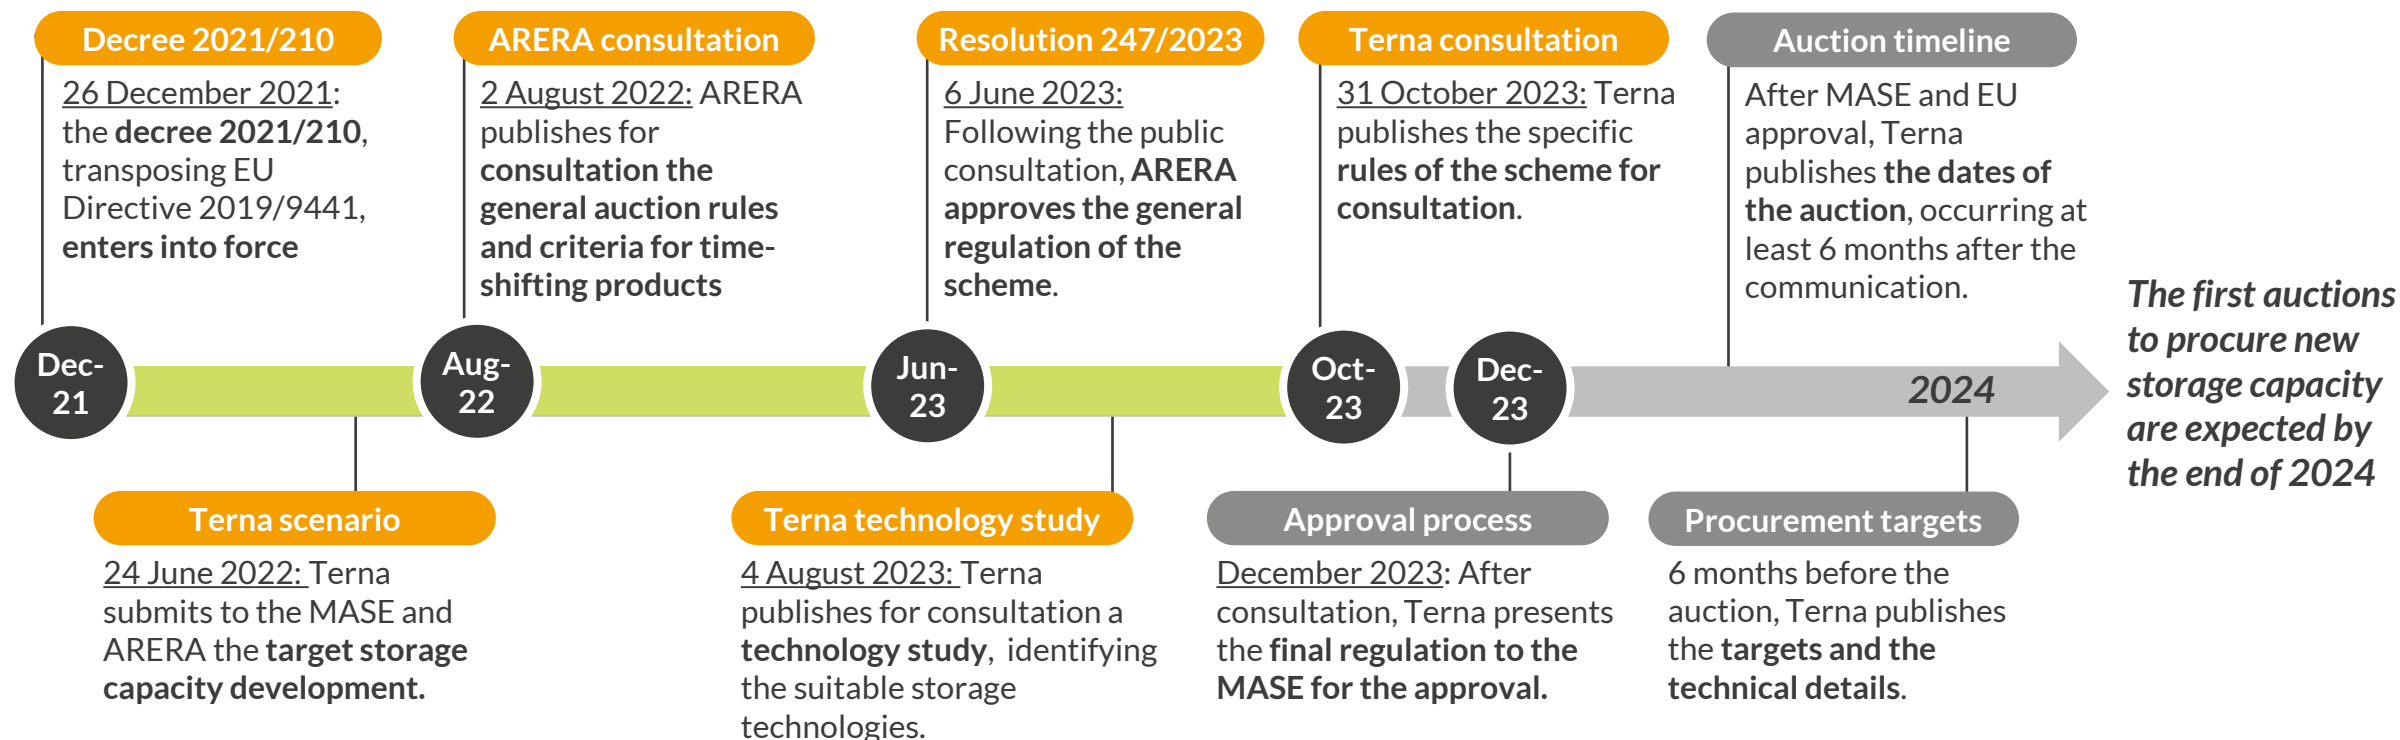 Decree 2021/210
26 December 2021:
the decree 2021/210,
transposing EU
Directive 2019/9441,
enters into force
ARERA consultation
2 August 2022: ARERA
publishes for
consultation the
general auction rules
and criteria for time-
shifting products
Resolution 247/2023
6 June 2023:
Following the public
consultation, ARERA
approves the general
regulation of the
scheme.
Terna consultation
31 October 2023: Terna
publishes the specific
rules of the scheme for
consultation.
Auction timeline
After MASE and EU
approval, Terna
publishes the dates of
the auction, occurring at
least 6 months after the
communication.
Dec-
21
Aug-
22
Jun-
23
Oct-
23
Dec-
23
2024
The first auctions
to procure new
storage capacity
are expected by
the end of 2024
Terna scenario
24 June 2022: Terna
submits to the MASE and
ARERA the target storage
capacity development.
Terna technology study
4 August 2023: Terna
publishes for consultation a
technology study, identifying
the suitable storage
technologies.
Approval process
December 2023: After
consultation, Terna presents
the final regulation to the
MASE for the approval.
Procurement targets
6 months before the
auction, Terna publishes
the targets and the
technical details.